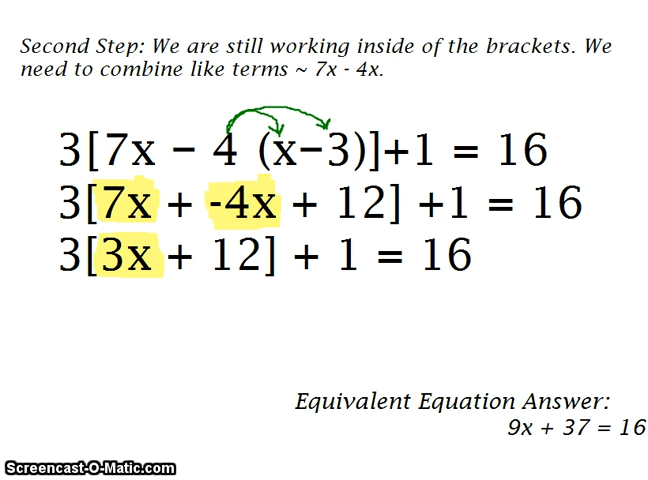 Second Step: We are still working inside of the brackets. We
need to combine like terms ~ 7x - 4x.
3[7x − 4 (x−3)]+1 = 16
3[7x + -4x + 12] +1 = 16
3[3x + 12] + 1 = 16
Equivalent Equation Answer:
9x + 37 = 16
Screencast-O-Matic.com